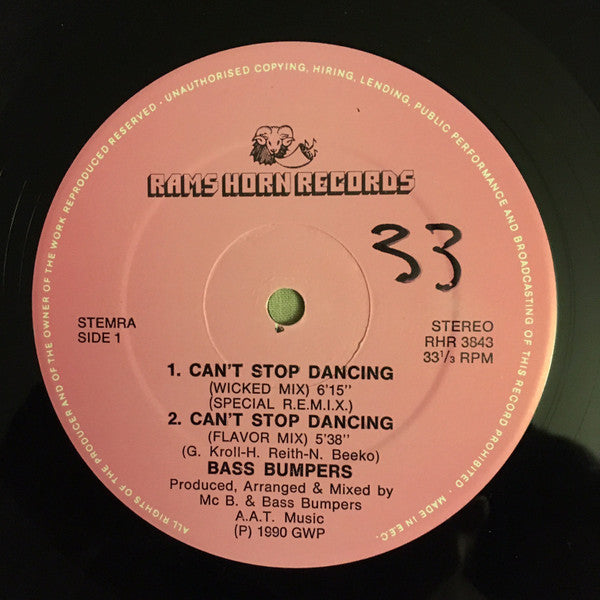 ALL RIGHTS OF THE PRODUCER AND OF THE OWNER OF THE WORK REPRODUCED RESERVED · UNAUTHORISED COPYING, HIRING, LENDING, PUBLIC PERFORMANCE AND BROADCASTING OF THIS RECORD PROHIBITED · MADE IN E.E.C.
RAMS HORN RECORDS
33
STEMRA
SIDE 1
STEREO
RHR 3843
33 1/3 RPM
1. CAN'T STOP DANCING
(WICKED MIX) 6'15"
(SPECIAL R.E.M.I.X.)
2. CAN'T STOP DANCING
(FLAVOR MIX) 5'38"
(G. Kroll-H. Reith-N. Beeko)
BASS BUMPERS
Produced, Arranged & Mixed by
Mc B. & Bass Bumpers
A.A.T. Music
(P) 1990 GWP